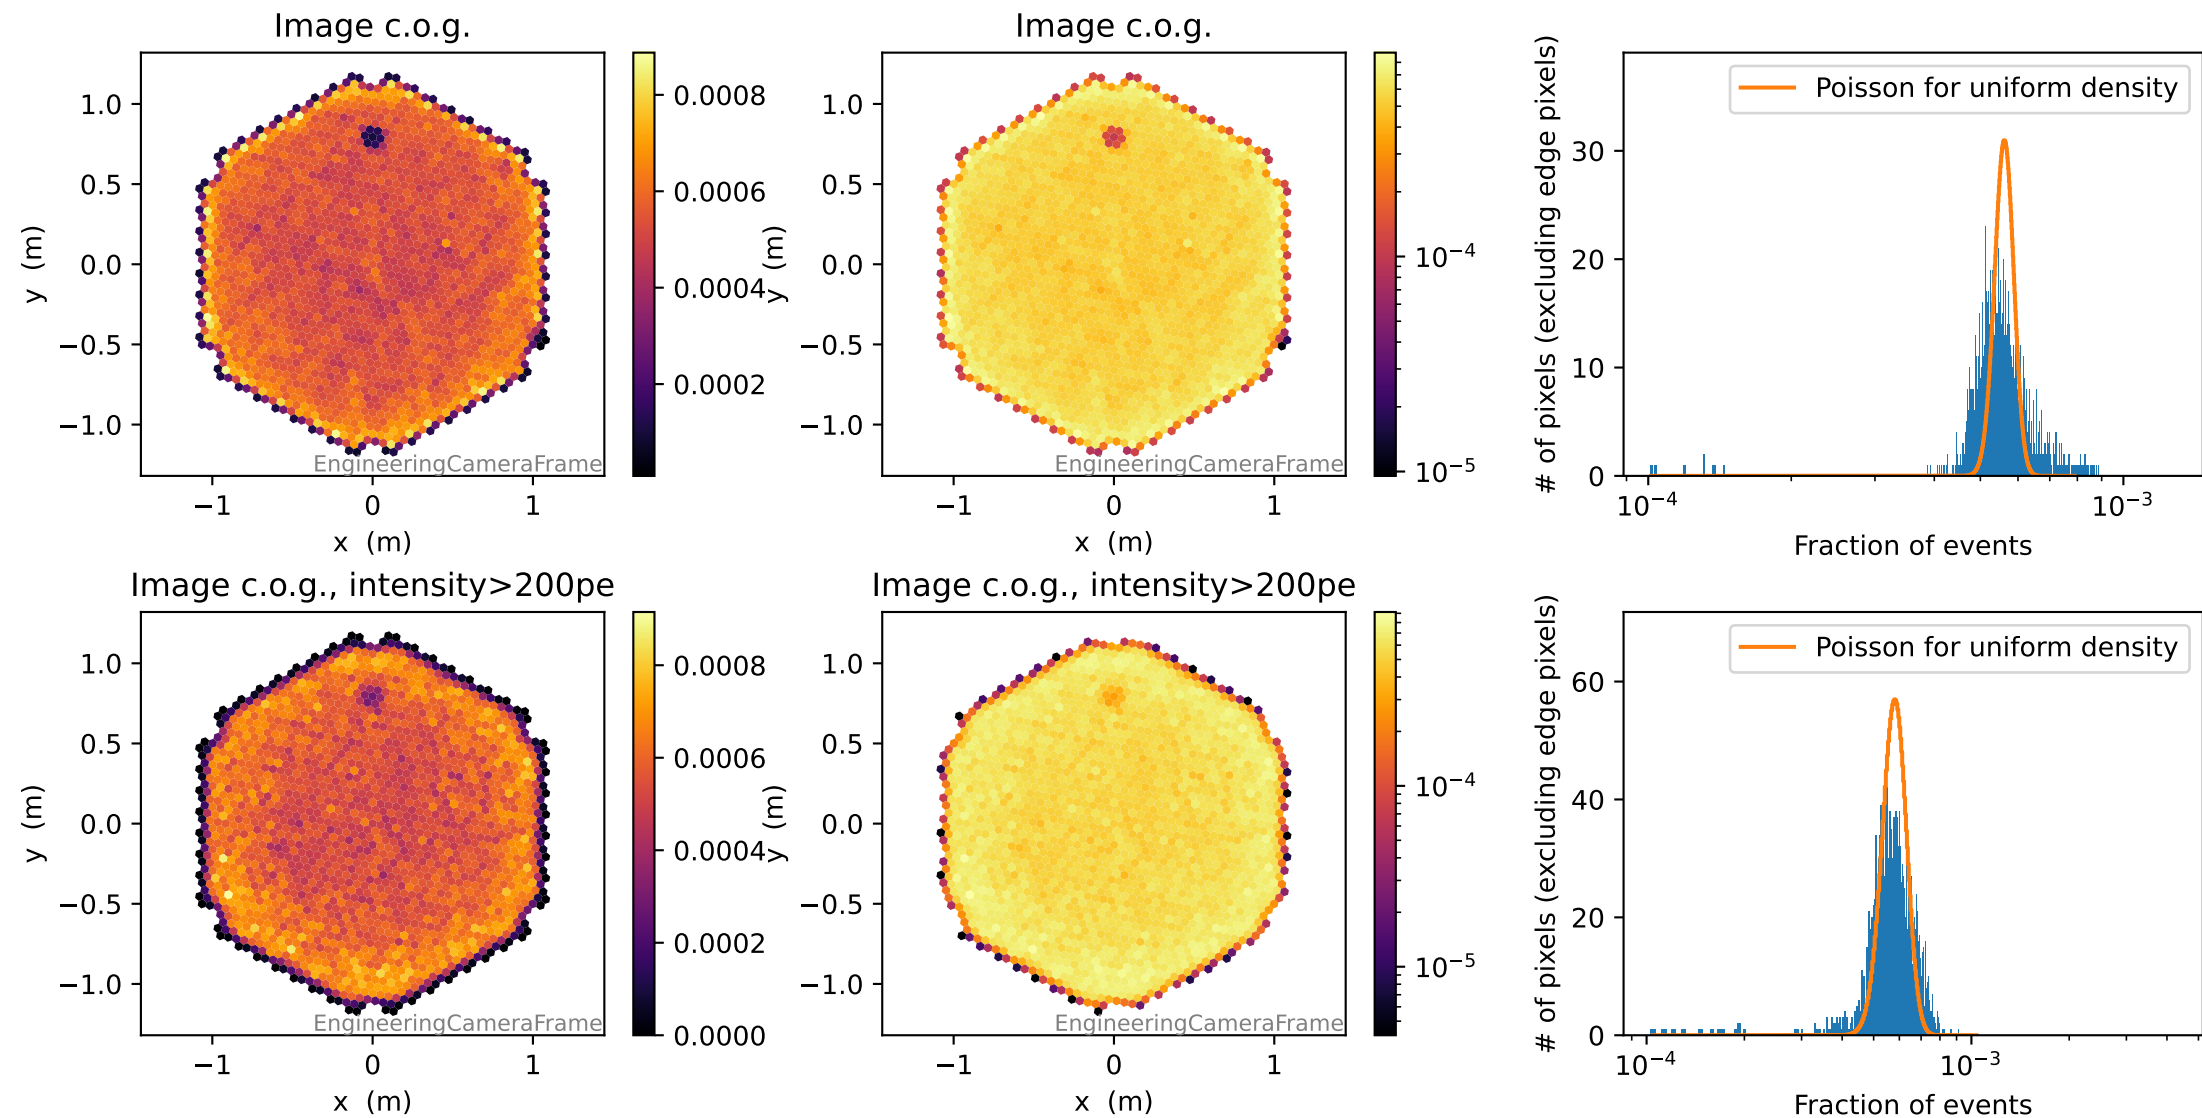 Image c.o.g.
y (m)
1.0
0.5
0.0
−0.5
−1.0
−1
0
1
x (m)
EngineeringCameraFrame
0.0008
0.0006
0.0004
0.0002
Image c.o.g.
y (m)
1.0
0.5
0.0
−0.5
−1.0
−1
0
1
x (m)
EngineeringCameraFrame
10⁻⁴
10⁻⁵
# of pixels (excluding edge pixels)
30
20
10
0
Poisson for uniform density
10⁻⁴
10⁻³
Fraction of events
Image c.o.g., intensity>200pe
y (m)
1.0
0.5
0.0
−0.5
−1.0
−1
0
1
x (m)
EngineeringCameraFrame
0.0008
0.0006
0.0004
0.0002
0.0000
Image c.o.g., intensity>200pe
y (m)
1.0
0.5
0.0
−0.5
−1.0
−1
0
1
x (m)
EngineeringCameraFrame
10⁻⁴
10⁻⁵
# of pixels (excluding edge pixels)
60
40
20
0
Poisson for uniform density
10⁻⁴
10⁻³
Fraction of events